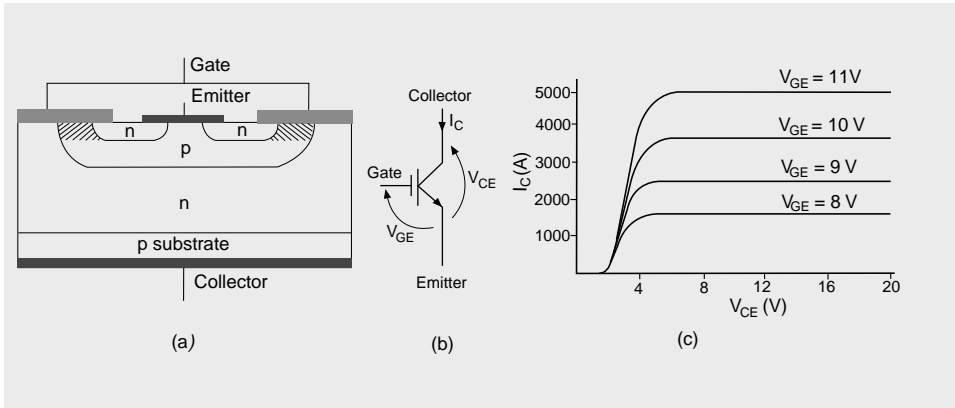 Gate
Emitter
n
n
p
n
p substrate
Collector
(a)
Collector
I_C
Gate
V_CE
V_GE
Emitter
(b)
I_C (A)
5000
4000
3000
2000
1000
V_GE = 11V
V_GE = 10 V
V_GE = 9 V
V_GE = 8 V
4 8 12 16 20
V_CE (V)
(c)